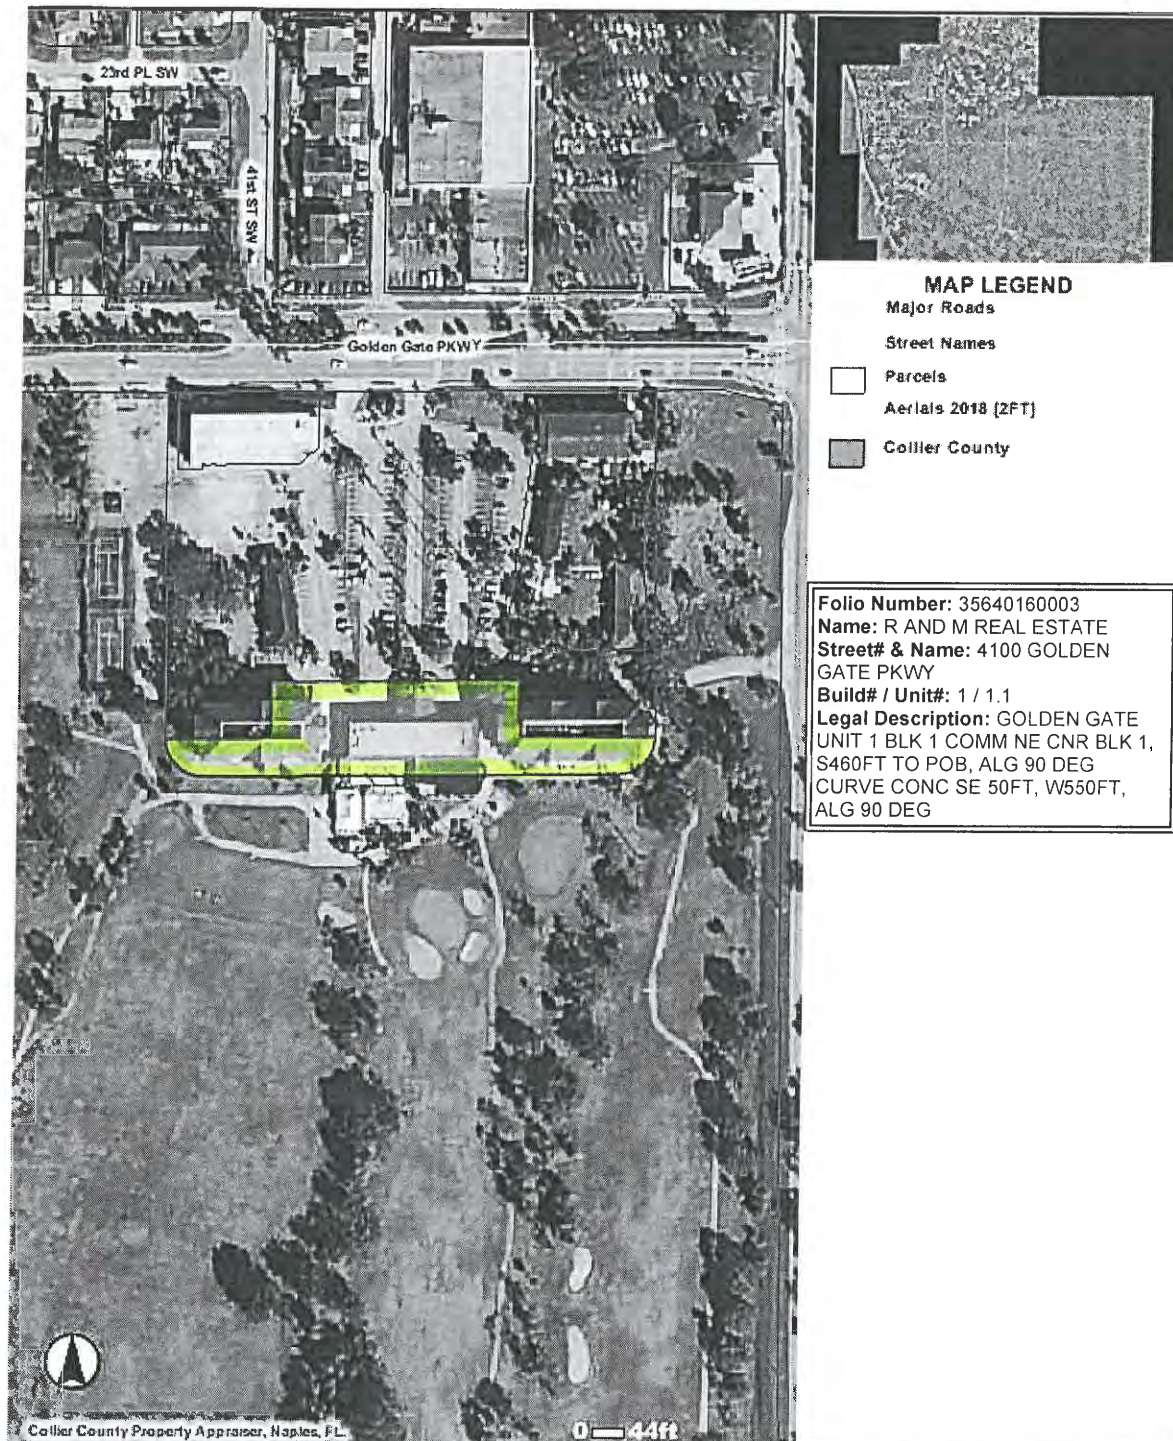 23rd PL SW
41st ST SW
Golden Gate PKWY
MAP LEGEND
Major Roads
Street Names
Parcels
Aerials 2018 [2FT]
Collier County
Folio Number: 35640160003
Name: R AND M REAL ESTATE
Street# & Name: 4100 GOLDEN
GATE PKWY
Build# / Unit#: 1 / 1.1
Legal Description: GOLDEN GATE
UNIT 1 BLK 1 COMM NE CNR BLK 1,
S460FT TO POB, ALG 90 DEG
CURVE CONC SE 50FT, W550FT,
ALG 90 DEG
Collier County Property Appraiser, Naples, FL.
0 44ft